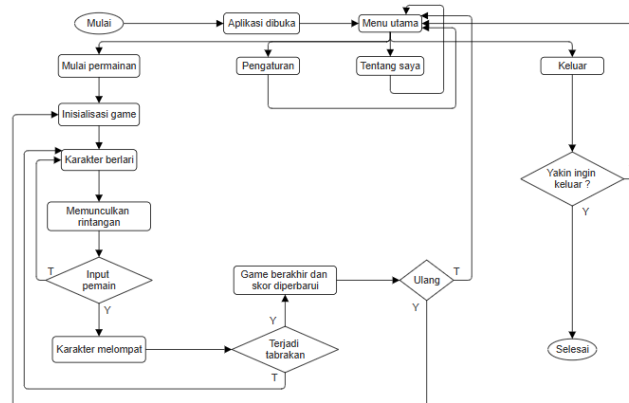 Mulai
Aplikasi dibuka
Menu utama
Mulai permainan
Pengaturan
Tentang saya
Keluar
Inisialisasi game
Karakter berlari
Yakin ingin
keluar ?
Y
Memunculkan
rintangan
T
Input
pemain
Y
Game berakhir dan
skor diperbarui
Ulang
T
Y
Karakter melompat
Y
Terjadi
tabrakan
T
Selesai